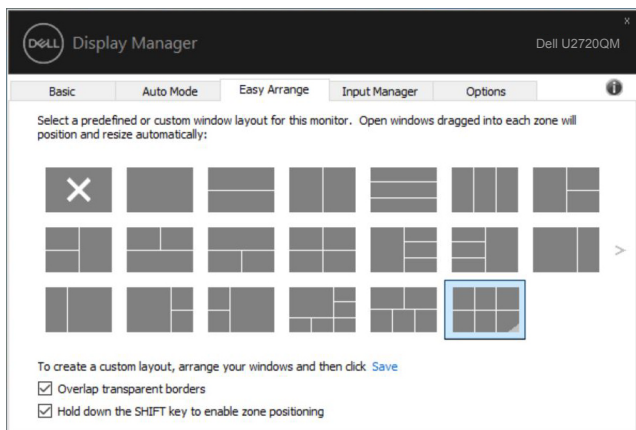 x
DELL Display Manager
Dell U2720QM
Basic Auto Mode Easy Arrange Input Manager Options
Select a predefined or custom window layout for this monitor. Open windows dragged into each zone will
position and resize automatically:
>
To create a custom layout, arrange your windows and then click Save
Overlap transparent borders
Hold down the SHIFT key to enable zone positioning